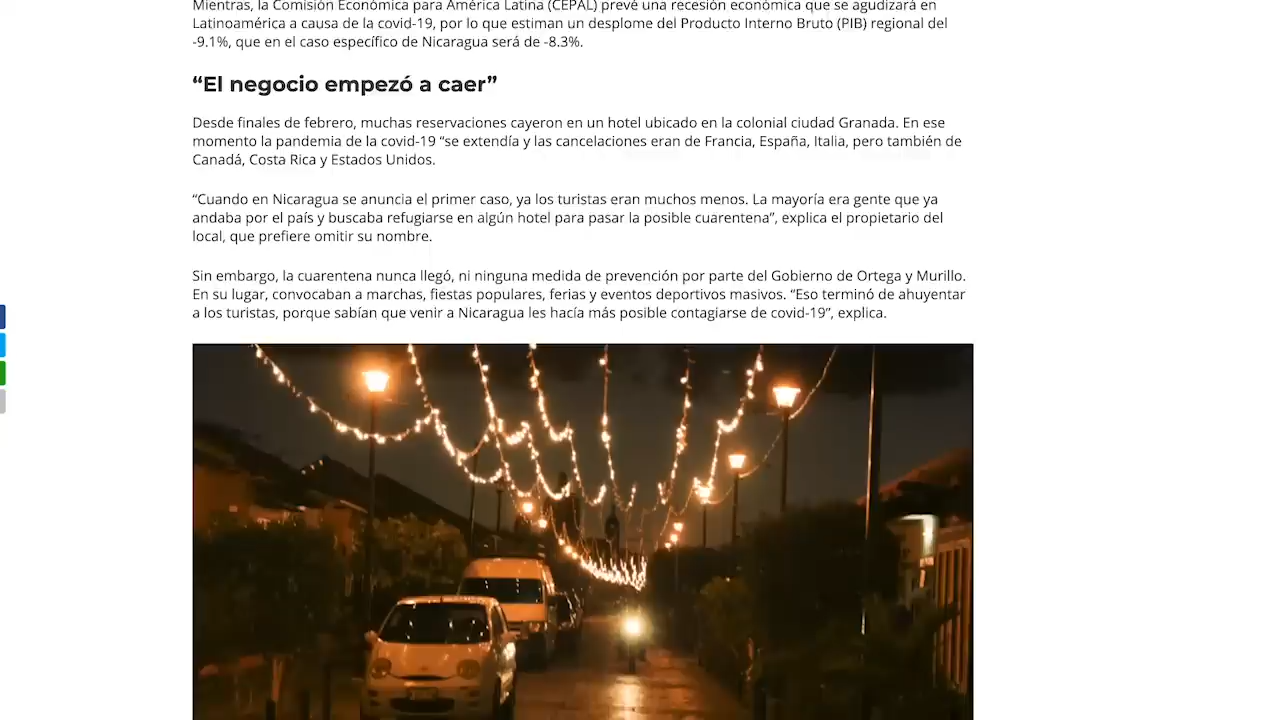 Mientras, la Comisión Económica para América Latina (CEPAL) prevé una recesión económica que se agudizará en
Latinoamérica a causa de la covid-19, por lo que estiman un desplome del Producto Interno Bruto (PIB) regional del
-9.1%, que en el caso específico de Nicaragua será de -8.3%.
“El negocio empezó a caer”
Desde finales de febrero, muchas reservaciones cayeron en un hotel ubicado en la colonial ciudad Granada. En ese
momento la pandemia de la covid-19 “se extendía y las cancelaciones eran de Francia, España, Italia, pero también de
Canadá, Costa Rica y Estados Unidos.
“Cuando en Nicaragua se anuncia el primer caso, ya los turistas eran muchos menos. La mayoría era gente que ya
andaba por el país y buscaba refugiarse en algún hotel para pasar la posible cuarentena”, explica el propietario del
local, que prefiere omitir su nombre.
Sin embargo, la cuarentena nunca llegó, ni ninguna medida de prevención por parte del Gobierno de Ortega y Murillo.
En su lugar, convocaban a marchas, fiestas populares, ferias y eventos deportivos masivos. “Eso terminó de ahuyentar
a los turistas, porque sabían que venir a Nicaragua les hacía más posible contagiarse de covid-19”, explica.